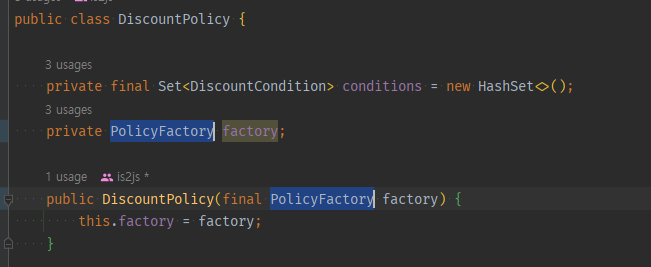 is2js
public class DiscountPolicy {
3 usages
private final Set<DiscountCondition> conditions = new HashSet<>();
3 usages
private PolicyFactory factory;
1 usage is2js *
public DiscountPolicy(final PolicyFactory factory) {
this.factory = factory;
}